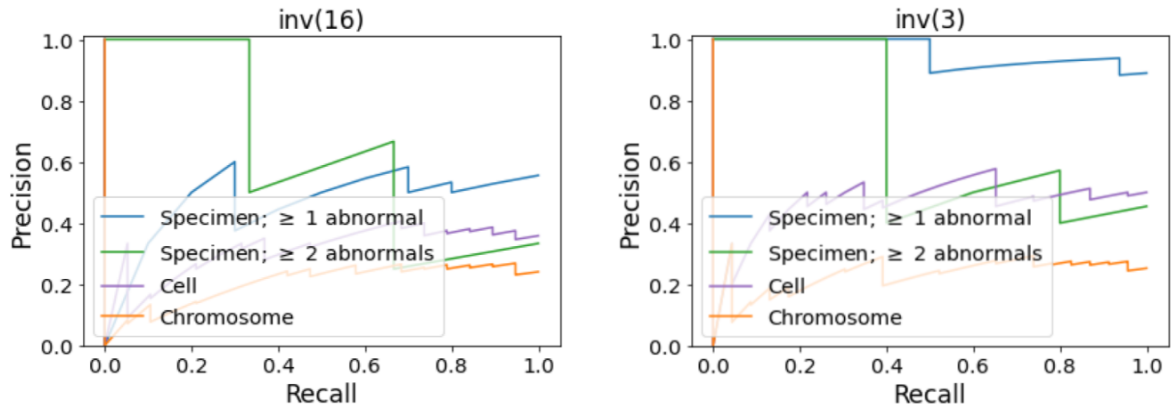 inv(16)
1.0
0.8
0.6
0.4
0.2
0.0
Precision
Specimen; ≥ 1 abnormal
Specimen; ≥ 2 abnormals
Cell
Chromosome
0.0 0.2 0.4 0.6 0.8 1.0
Recall
inv(3)
1.0
0.8
0.6
0.4
0.2
0.0
Precision
Specimen; ≥ 1 abnormal
Specimen; ≥ 2 abnormals
Cell
Chromosome
0.0 0.2 0.4 0.6 0.8 1.0
Recall